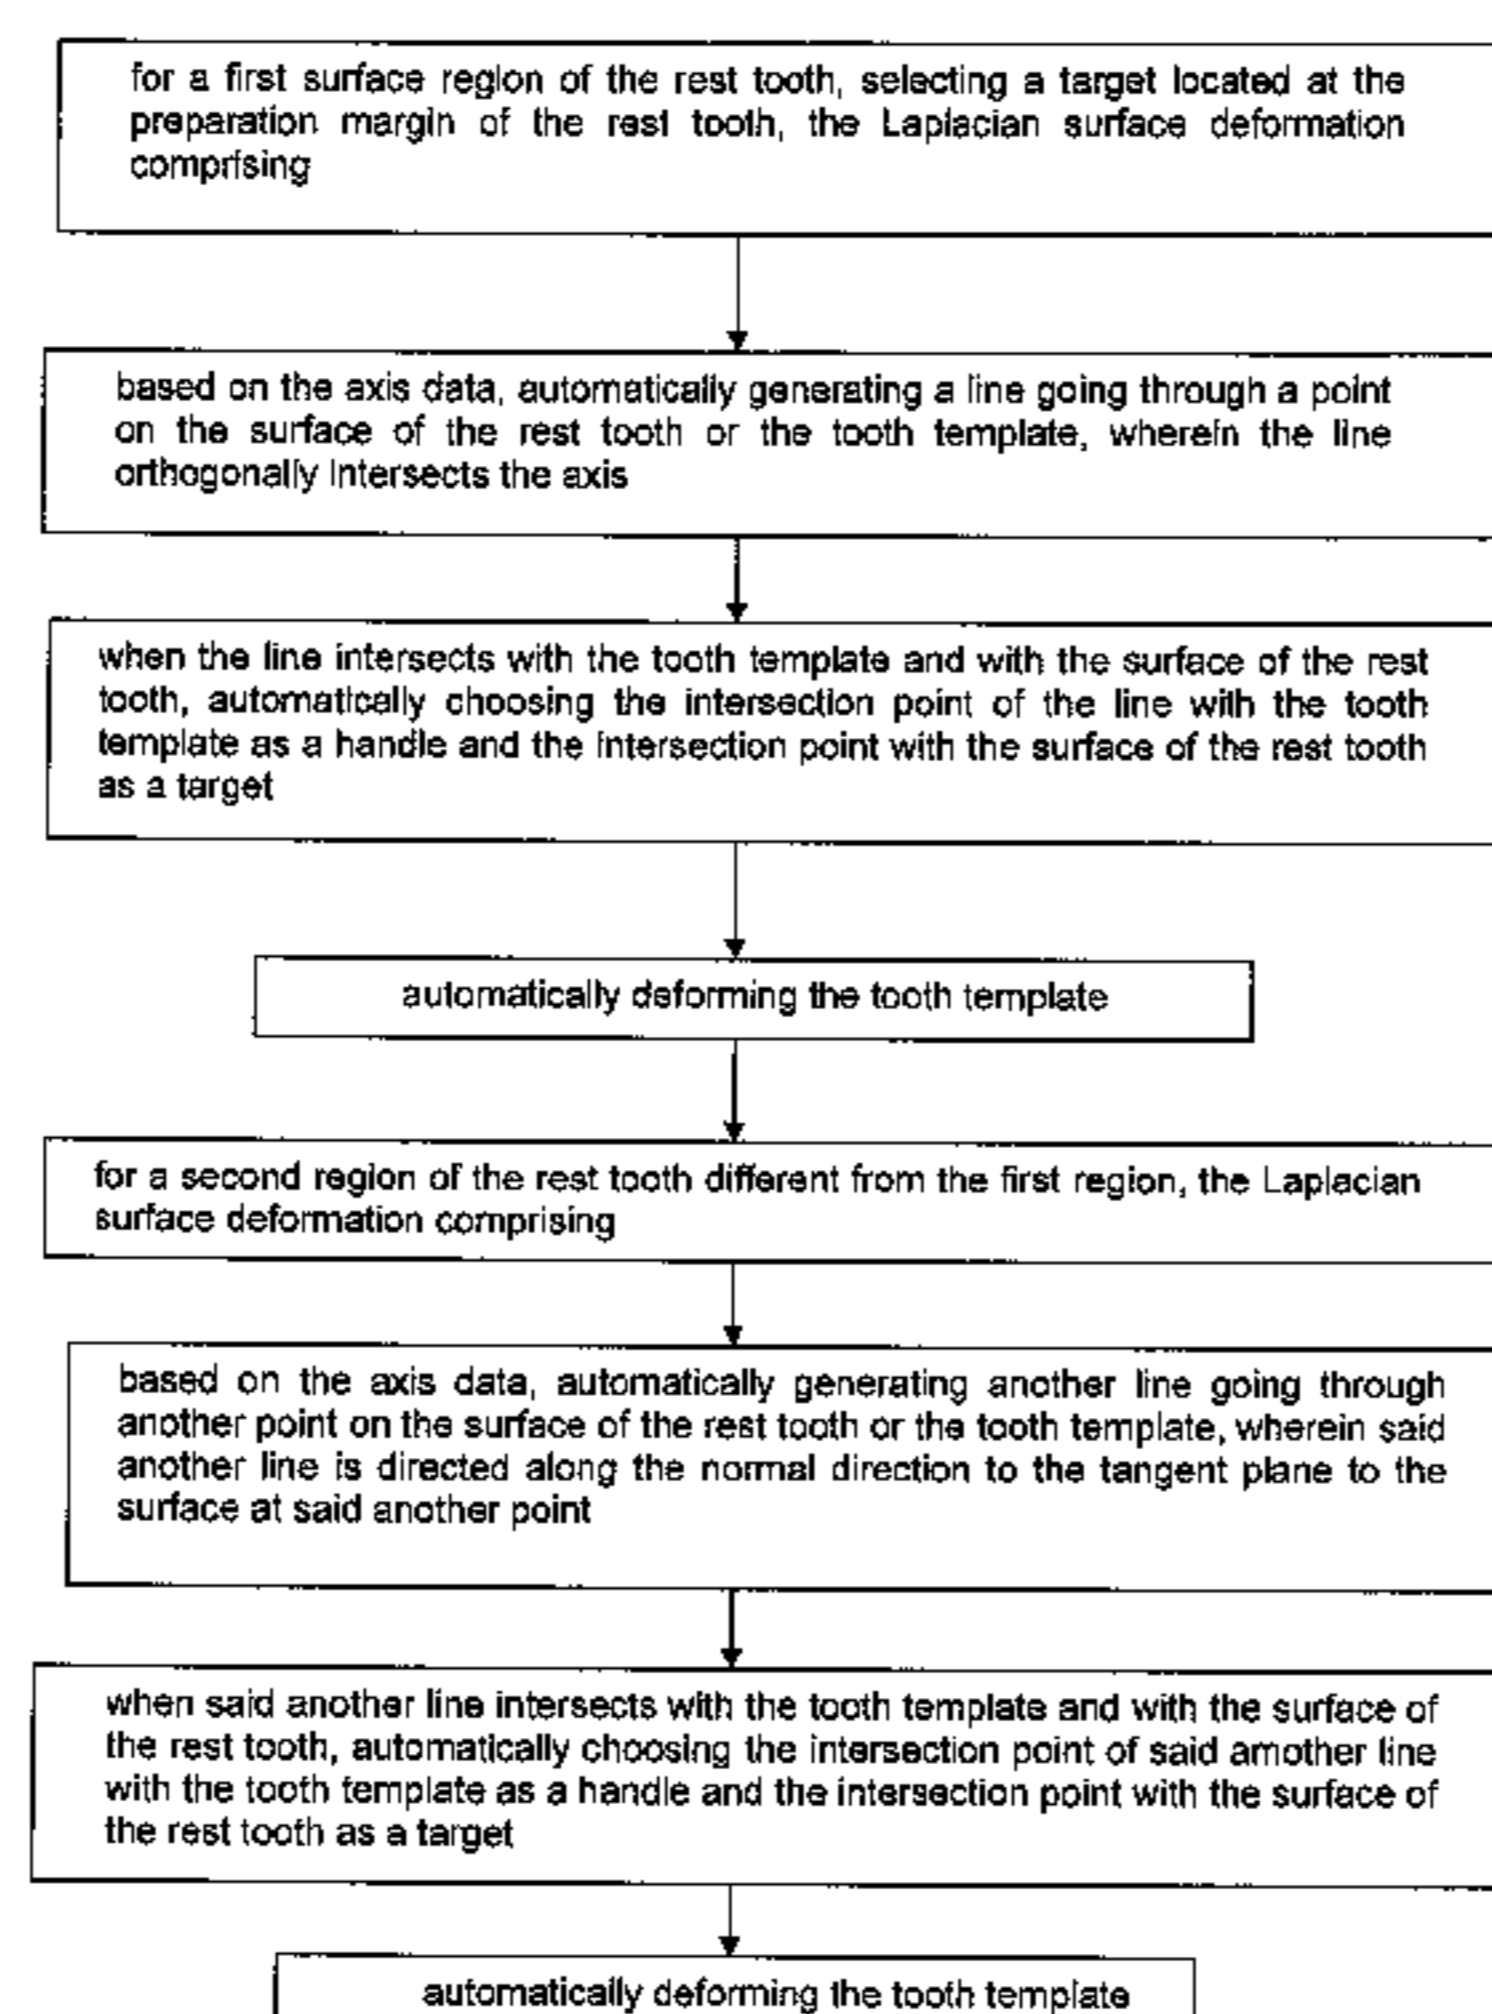 for a first surface region of the rest tooth, selecting a target located at the
preparation margin of the rest tooth, the Laplacian surface deformation
comprising
based on the axis data, automatically generating a line going through a point
on the surface of the rest tooth or the tooth template, wherein the line
orthogonally intersects the axis
when the line intersects with the tooth template and with the surface of the rest
tooth, automatically choosing the intersection point of the line with the tooth
template as a handle and the intersection point with the surface of the rest tooth
as a target
automatically deforming the tooth template
for a second region of the rest tooth different from the first region, the Laplacian
surface deformation comprising
based on the axis data, automatically generating another line going through
another point on the surface of the rest tooth or the tooth template, wherein said
another line is directed along the normal direction to the tangent plane to the
surface at said another point
when said another line intersects with the tooth template and with the surface of
the rest tooth, automatically choosing the intersection point of said amother line
with the tooth template as a handle and the intersection point with the surface of
the rest tooth as a target
automatically deforming the tooth template